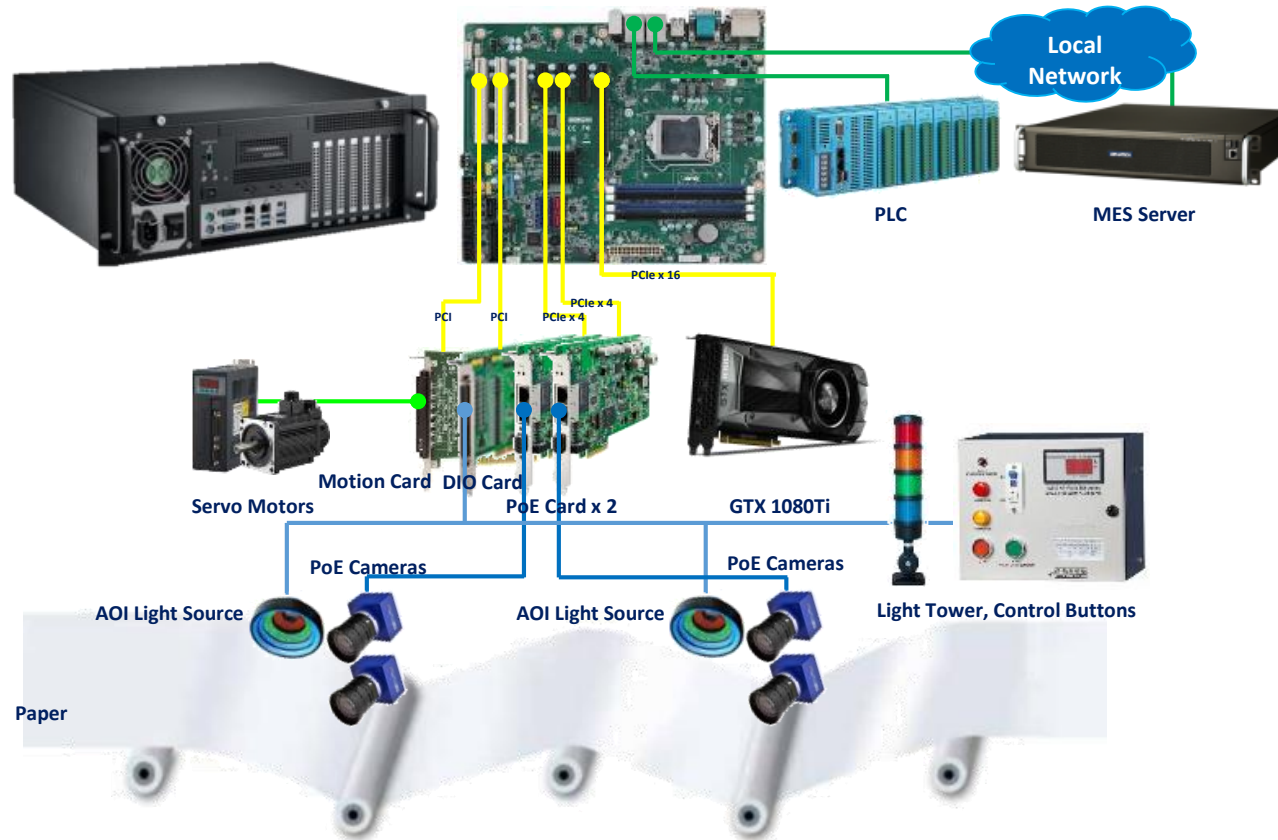 Local
Network
PLC
MES Server
PCIe x 16
PCIe x 4
PCI
PCI
PCIe x 4
GTX 1080
Motion Card
DIO Card
Servo Motors
PoE Card x 2
GTX 1080Ti
PoE Cameras
PoE Cameras
AOI Light Source
AOI Light Source
Light Tower, Control Buttons
Paper